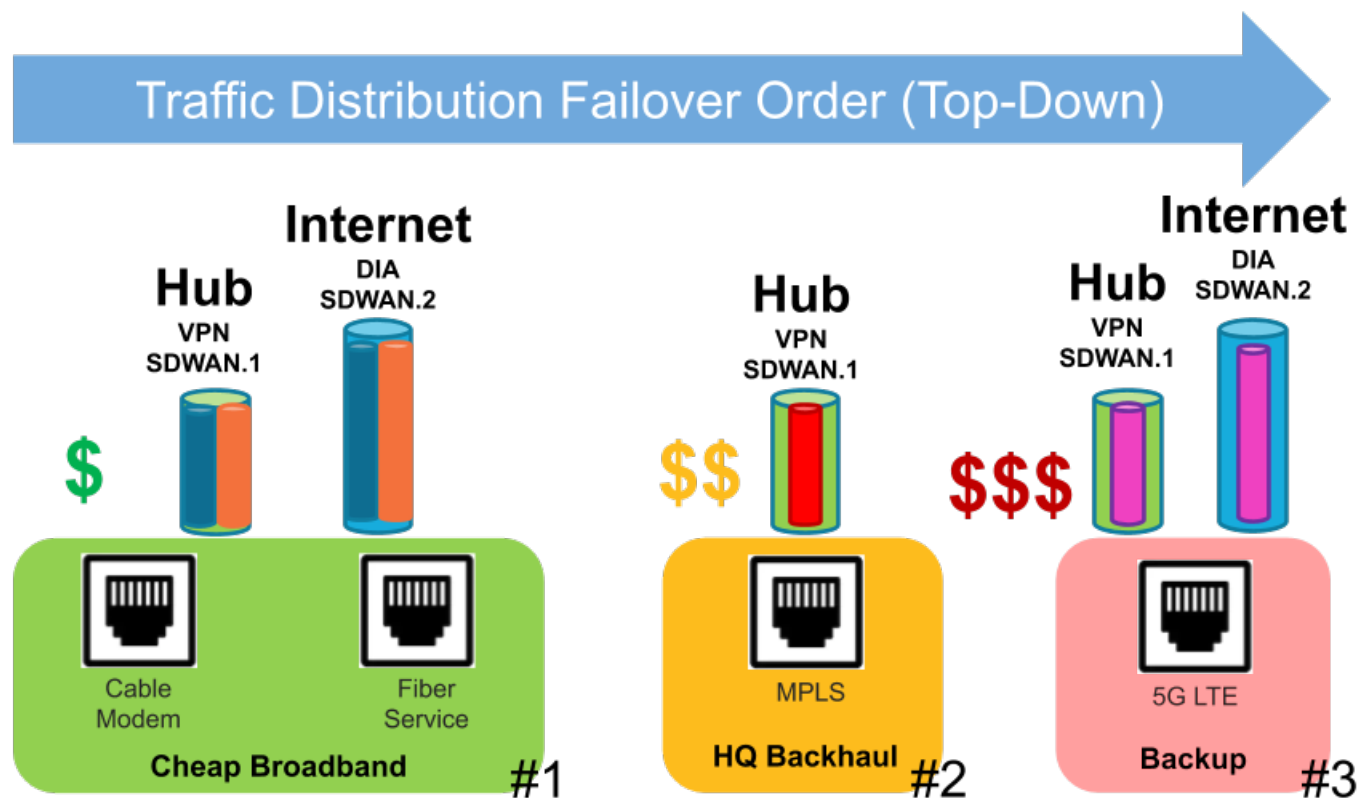 Traffic Distribution Failover Order (Top-Down)
Internet
DIA
SDWAN.2
Hub
VPN
SDWAN.1
$
Cable
Modem
Fiber
Service
Cheap Broadband
#1
Hub
VPN
SDWAN.1
$$
MPLS
HQ Backhaul
#2
Internet
DIA
SDWAN.2
Hub
VPN
SDWAN.1
$$$
5G LTE
Backup
#3